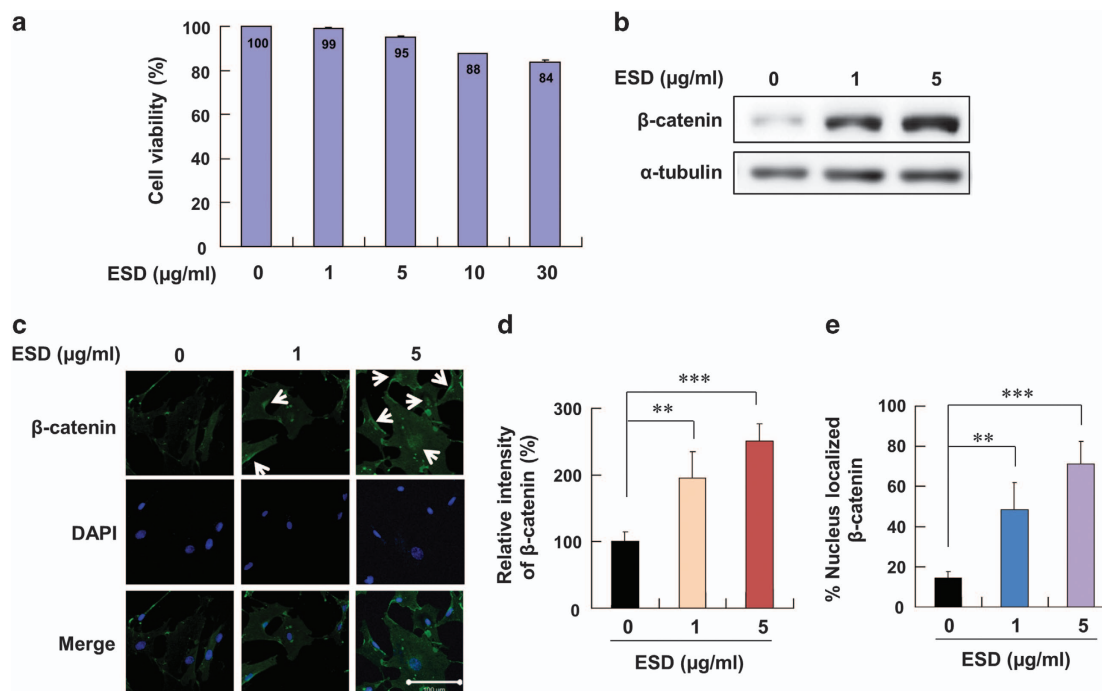 a
Cell viability (%)
100
80
60
40
20
0
100
99
95
88
84
ESD (µg/ml) 0 1 5 10 30
b
ESD (µg/ml) 0 1 5
β-catenin
α-tubulin
c
ESD (µg/ml) 0 1 5
β-catenin
DAPI
Merge
100 µm
d
Relative intensity
of β-catenin (%)
300
200
100
0
**
***
0 1 5
ESD (µg/ml)
e
% Nucleus localized
β-catenin
100
80
60
40
20
0
**
***
0 1 5
ESD (µg/ml)